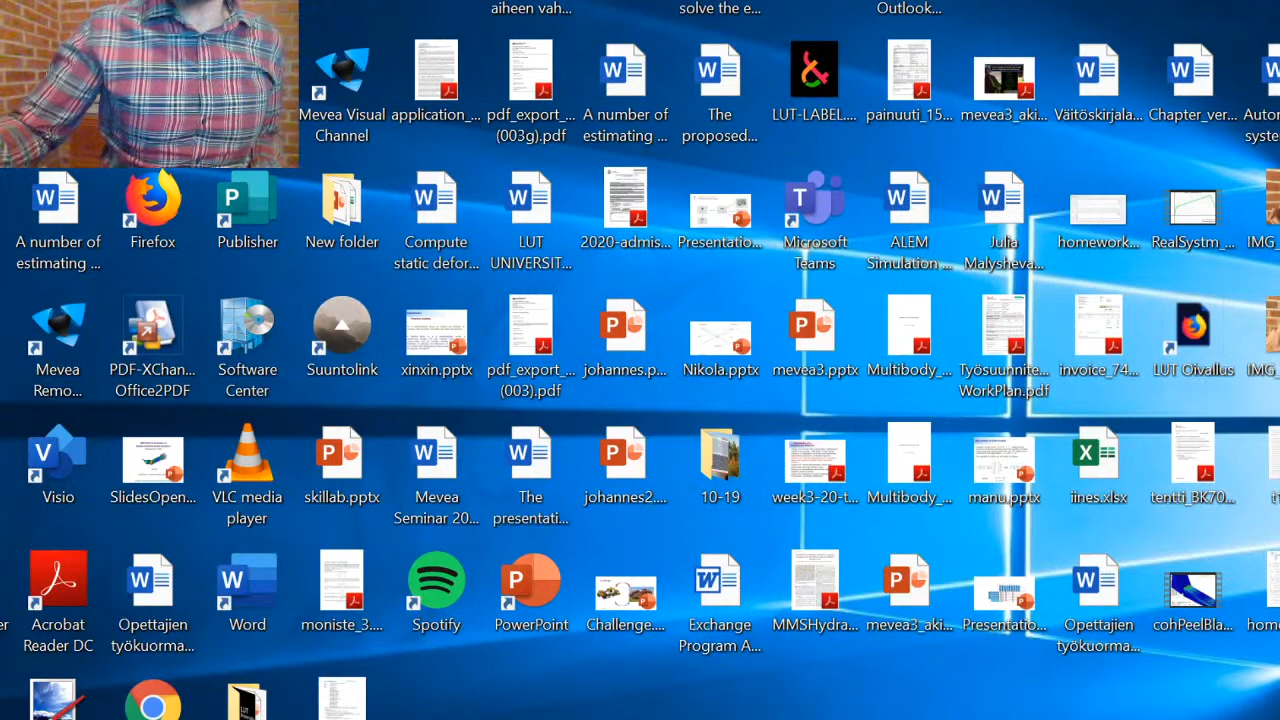 aiheen vah...
solve the e...
Outlook...
Mevea Visual
Channel
application_...
pdf_export_...
(003g).pdf
A number of
estimating ...
The
proposed...
LUT-LABEL....
painuuti_15...
mevea3_aki...
Väitöskirjala...
Chapter_ver...
syste
A number of
estimating ...
Firefox
Publisher
New folder
Compute
static defor...
LUT
UNIVERSIT...
2020-admis...
Presentatio...
Microsoft
Teams
ALEM
Simulation ...
Julia
Malysheva...
homework...
RealSystm_...
IMG_
Mevea
Remo...
PDF-XChan...
Office2PDF
Software
Center
Suuntolink
xinxin.pptx
pdf_export_...
(003).pdf
johannes.p...
Nikola.pptx
mevea3.pptx
Multibody_...
Työsuunnite...
WorkPlan.pdf
invoice_74...
LUT Oivallus
IMG_
Visio
SlidesOpen...
VLC media
player
skillab.pptx
Mevea
Seminar 20...
The
presentati...
johannes2....
10-19
week3-20-t...
Multibody_...
manu.pptx
iines.xlsx
tentti_BK70...
er
Acrobat
Reader DC
Opettajien
työkuorma...
Word
moniste_3....
Spotify
PowerPoint
Challenge....
Exchange
Program A...
MMSHydra...
mevea3_aki...
Presentatio...
Opettajien
työkuorma...
cohPeelBla...